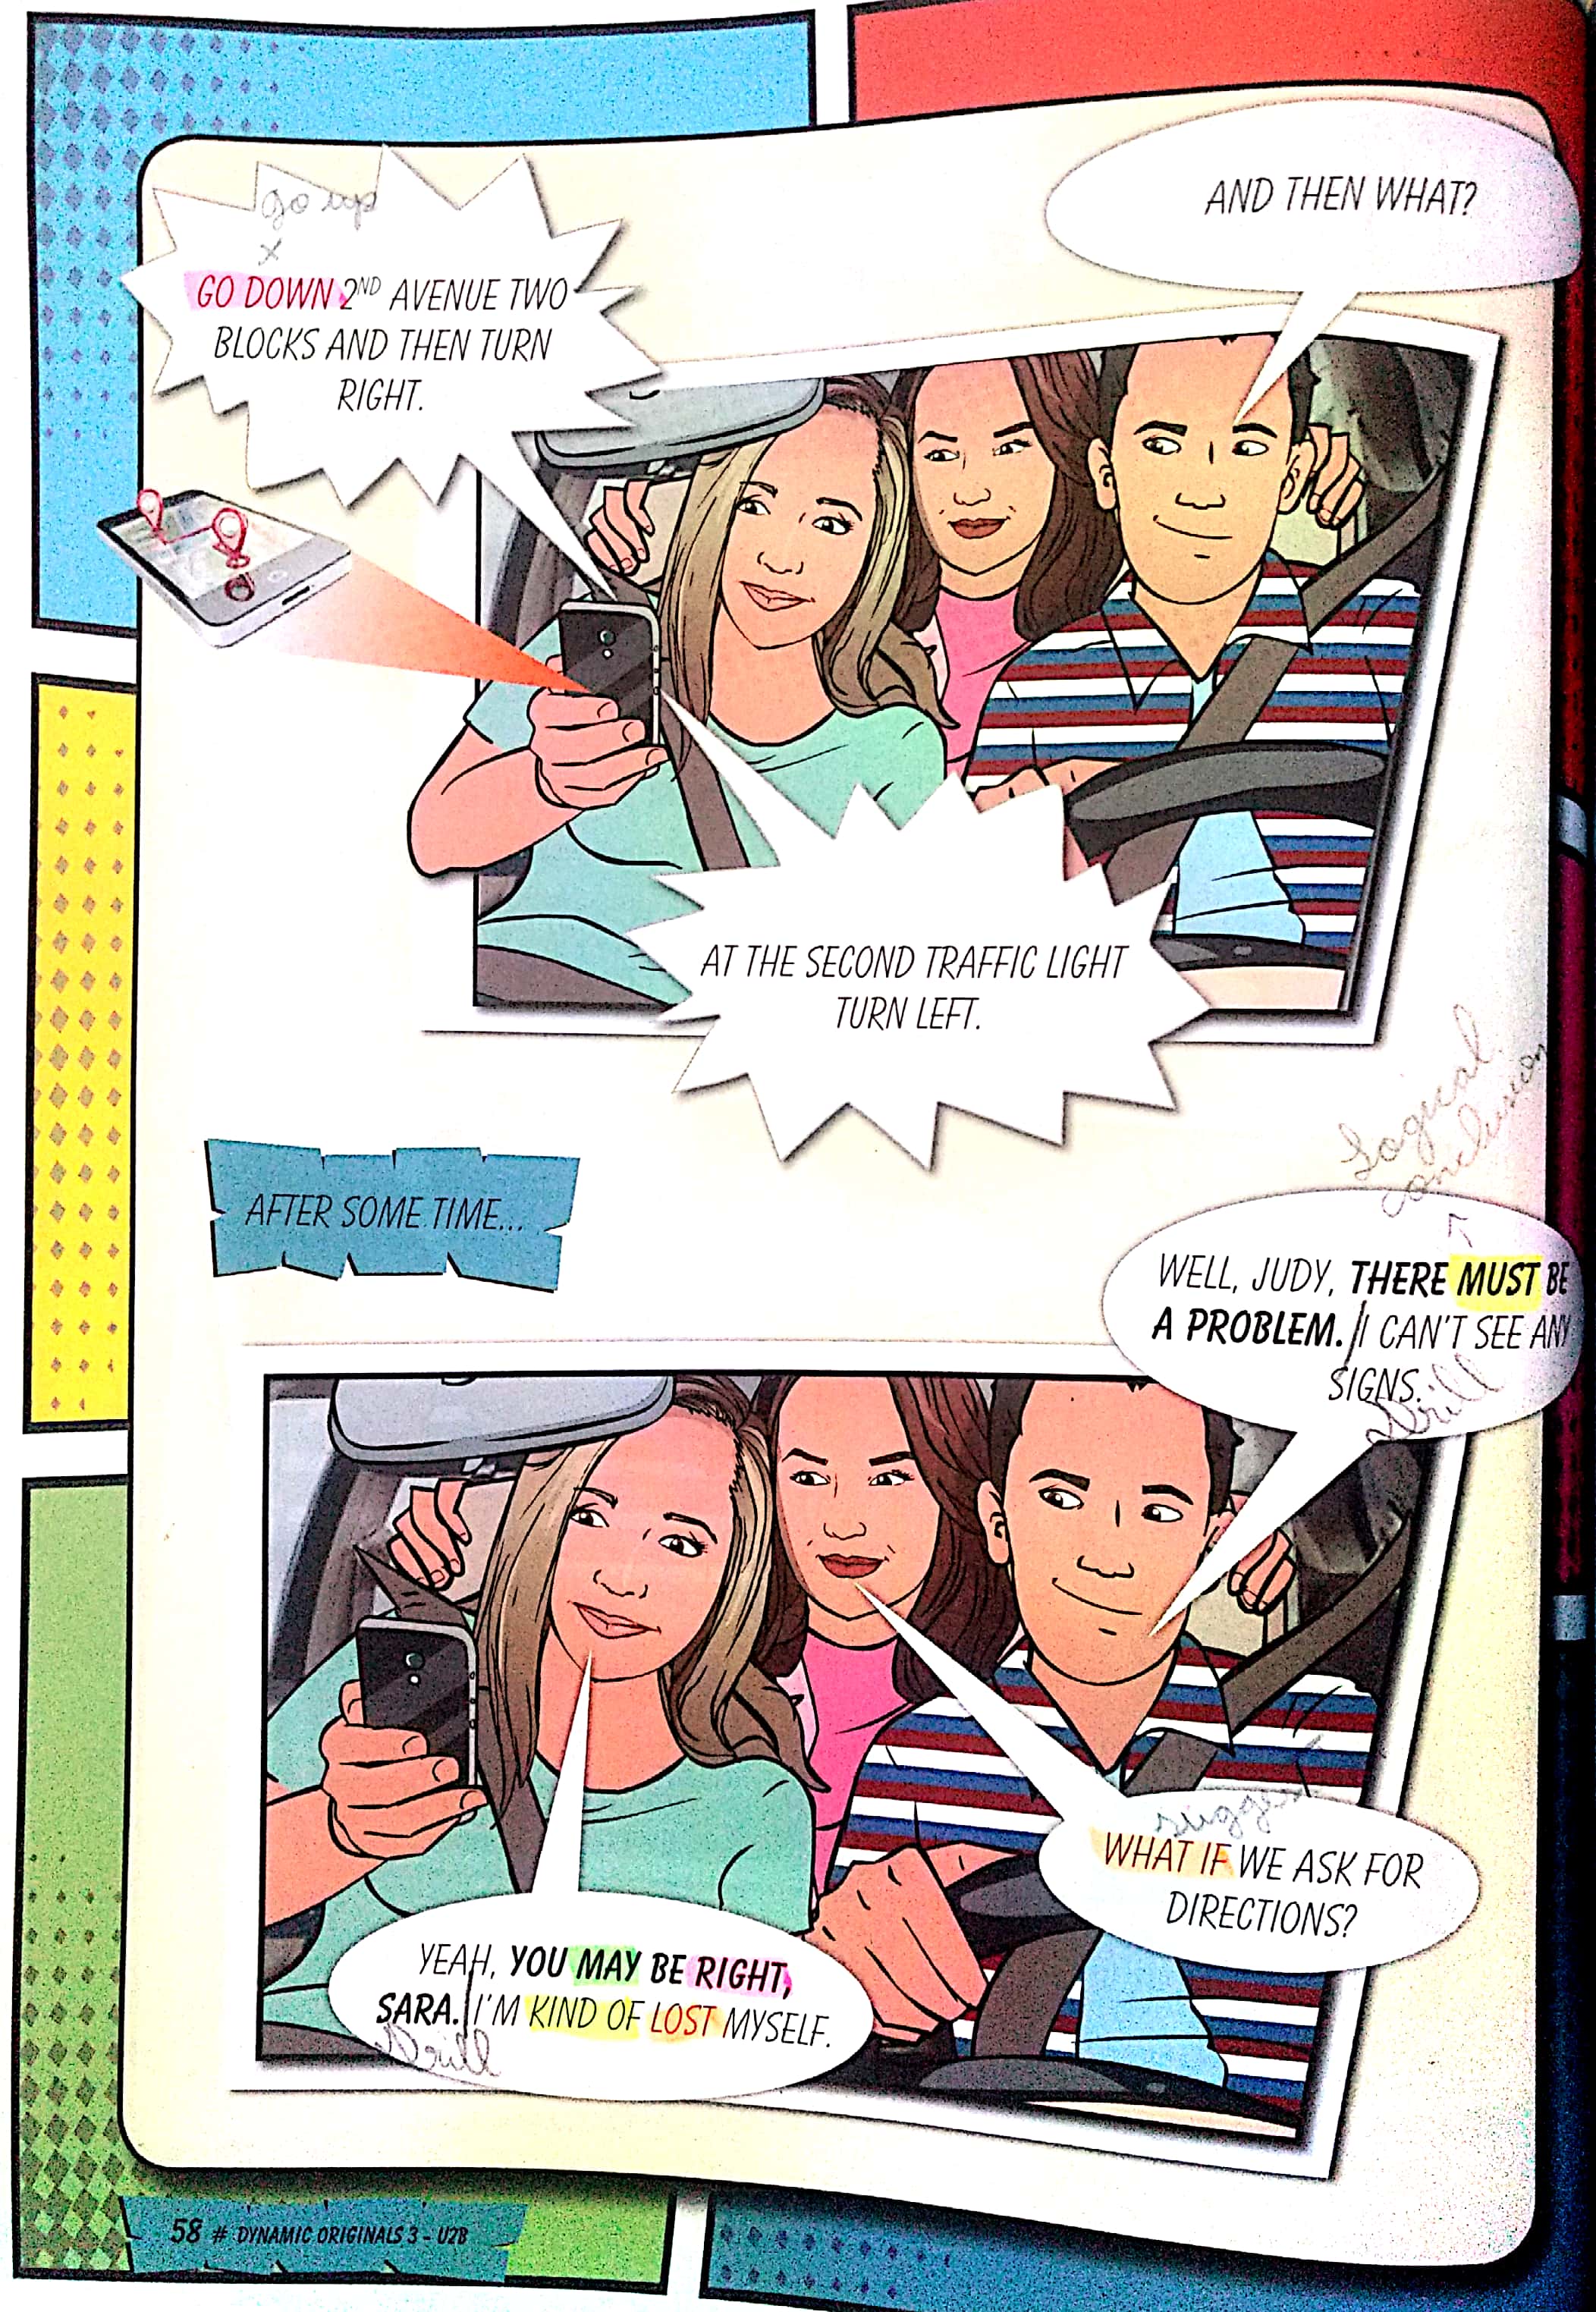 go up
x
GO DOWN 2ND AVENUE TWO
BLOCKS AND THEN TURN
RIGHT.
AND THEN WHAT?
AT THE SECOND TRAFFIC LIGHT
TURN LEFT.
AFTER SOME TIME...
Logical
conclusion
WELL, JUDY, THERE MUST BE
A PROBLEM. I CAN'T SEE ANY
SIGNS.
Drill
suggest
WHAT IF WE ASK FOR
DIRECTIONS?
YEAH, YOU MAY BE RIGHT,
SARA. I'M KIND OF LOST MYSELF.
Drill
58 # DYNAMIC ORIGINALS 3 - U2B